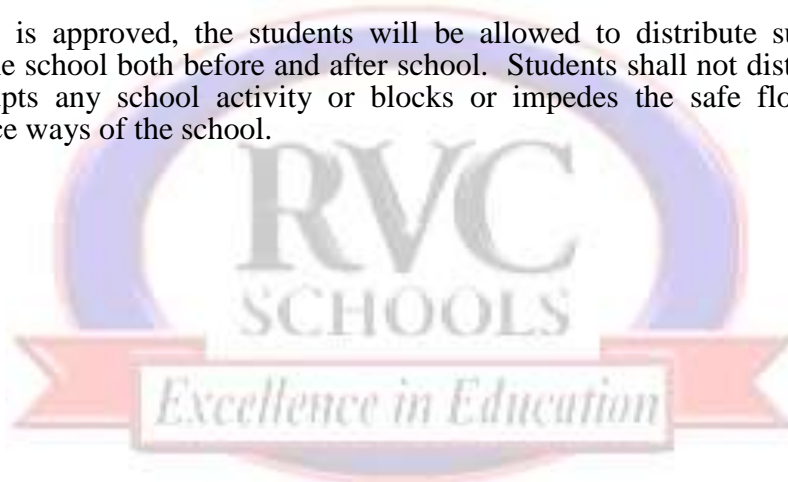 is approved, the students will be allowed to distribute su
e school both before and after school. Students shall not dist
pts any school activity or blocks or impedes the safe flo
ce ways of the school.
RVC
SCHOOLS
Excellence in Education